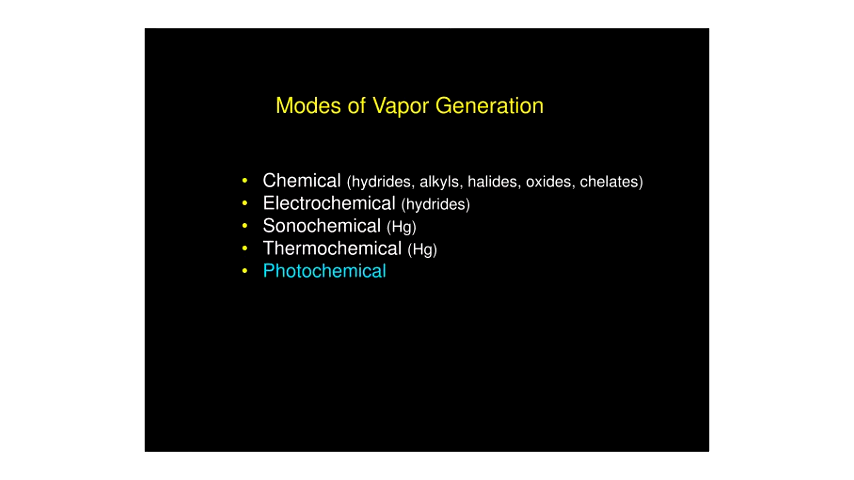 Modes of Vapor Generation
• Chemical (hydrides, alkyls, halides, oxides, chelates)
• Electrochemical (hydrides)
• Sonochemical (Hg)
• Thermochemical (Hg)
• Photochemical